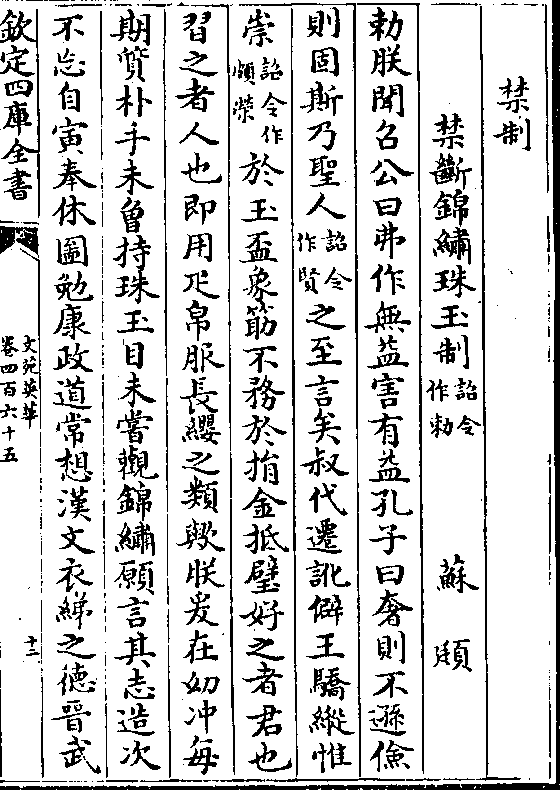 禁制
禁斷錦繡珠玉制詔令作勅 蘇頲
勅朕聞召公曰弗作無益害有益孔子曰奢則不遜儉
則固斯乃聖人詔令作賢之至言矣叔代遷訛僻王驕縱惟
崇詔令作頗榮於玉盃象筯不務於捐金抵璧好之者君也
習之者人也即用疋帛服長纓之類歟朕爰在幼冲每
期質朴手未曾持珠玉目未嘗觀錦繡願言其志造次
不忘自寅奉休圖勉康政道常想漢文衣綈之德晉武
欽定四庫全書
文苑英華
卷四百六十五
十二